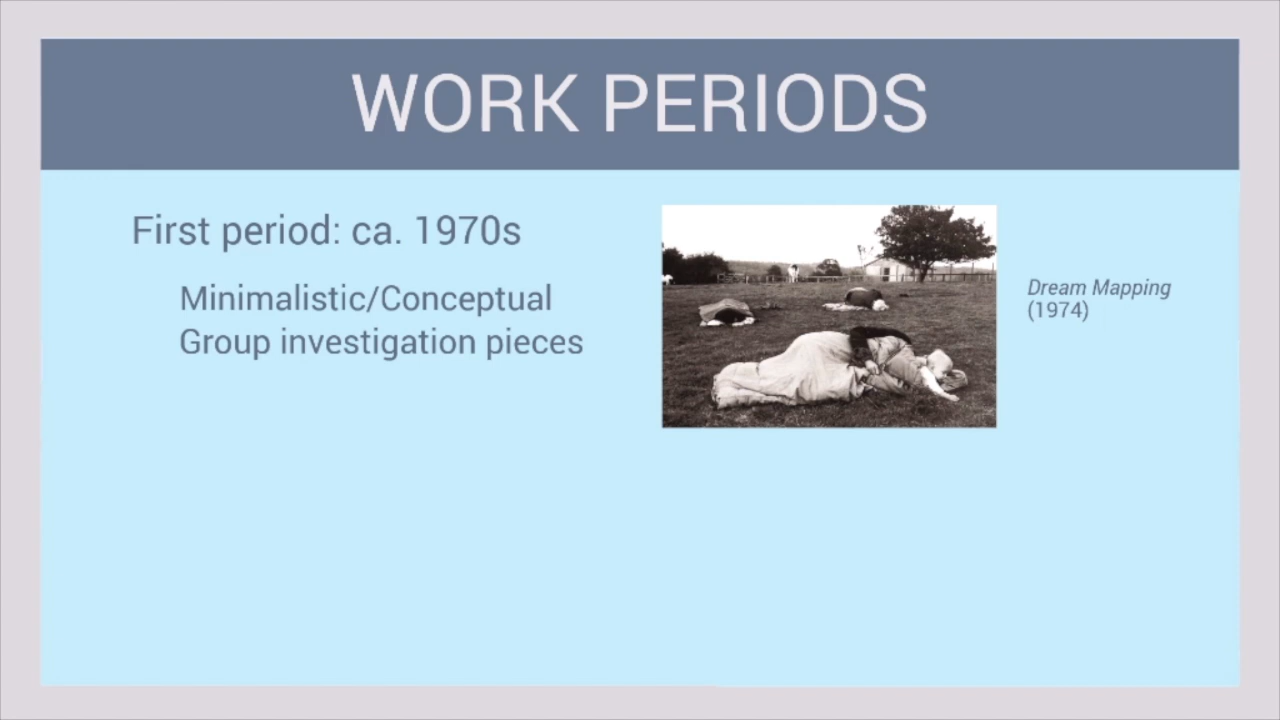 WORK PERIODS
First period: ca. 1970s
Minimalistic/Conceptual
Group investigation pieces
Dream Mapping
(1974)